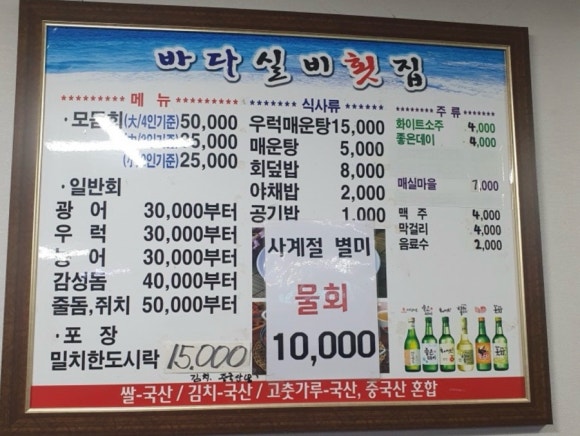 바다실비횟집
********* 메 뉴 *********
·모듬회(大/4인기준)50,000
35,000
25,000
·일반회
광 어 30,000부터
우 럭 30,000부터
농 어 30,000부터
감성돔 40,000부터
줄돔,쥐치 50,000부터
·포 장
밀치한도시락 15.000
******* 식사류 *******
우럭매운탕15,000
매운탕 5,000
회덮밥 8,000
야채밥 2,000
공기밥 1,000
사계절 별미
물회
10,000
******** 주 류 ********
화이트소주 4,000
좋은데이 4,000
매실마을 7,000
맥 주 4,000
막걸리 4,000
음료수 2,000
쌀-국산 / 김치-국산 / 고춧가루-국산, 중국산 혼합